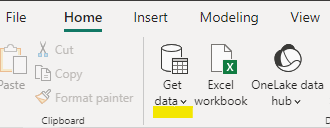 File Home Insert Modeling View
Paste
Cut
Copy
Format painter
Clipboard
Get
data
Excel
workbook
OneLake data
hub
D